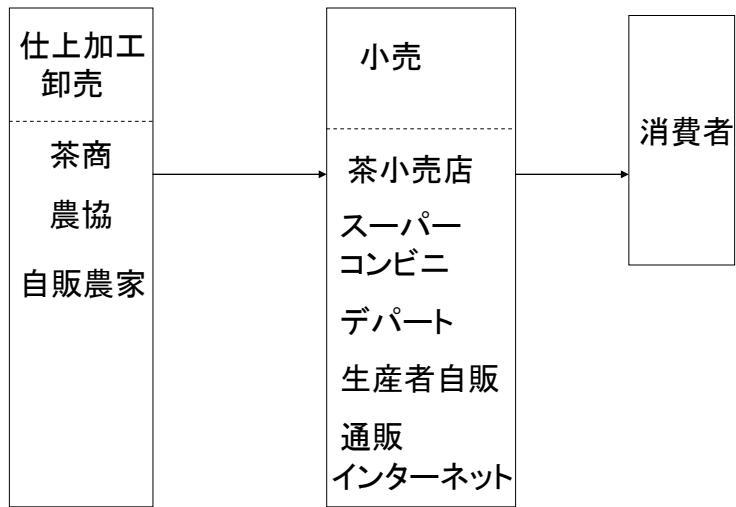 仕上加工
卸売
茶商
農協
自販農家
小売
茶小売店
スーパー
コンビニ
デパート
生産者自販
通販
インターネット
消費者